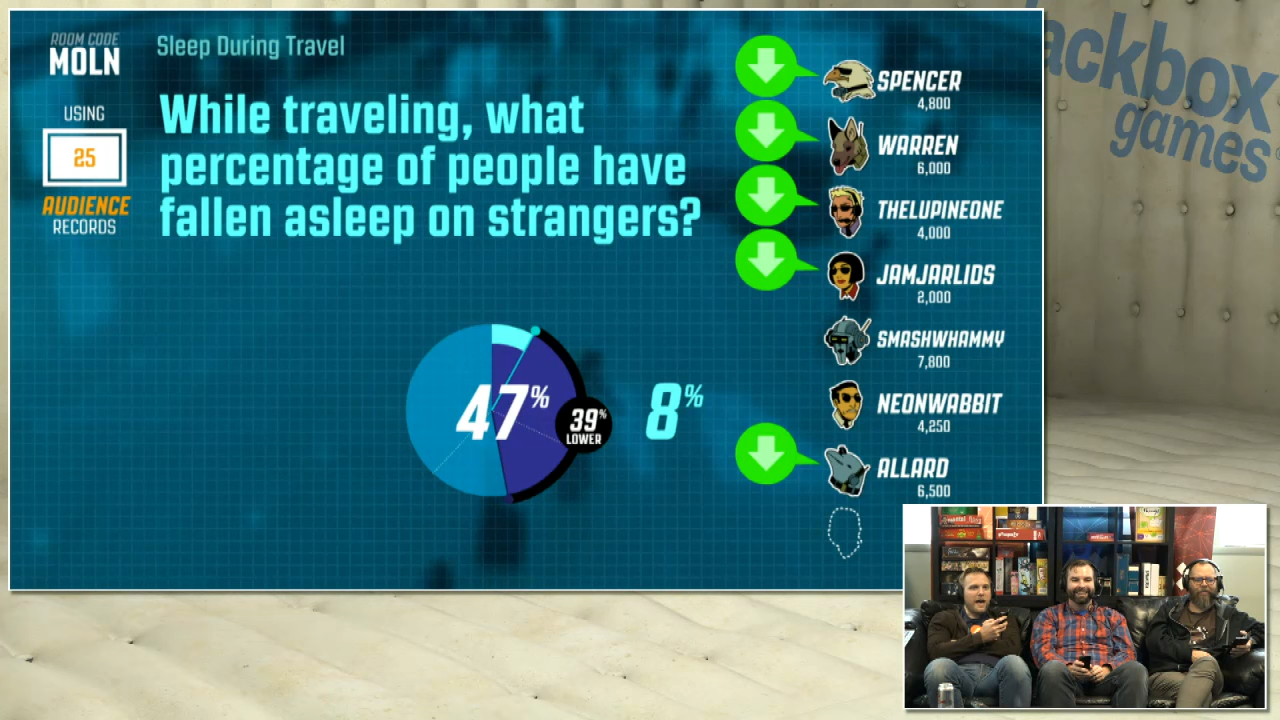 ROOM CODE
MOLN
Sleep During Travel
USING
25
AUDIENCE
RECORDS
While traveling, what
percentage of people have
fallen asleep on strangers?
47%
39%
LOWER
8%
SPENCER
4,800
WARREN
6,000
THELUPINEONE
4,000
JAMJARLIDS
2,000
SMASHWHAMMY
7,800
NEONWABBIT
4,250
ALLARD
6,500
ackbox
games